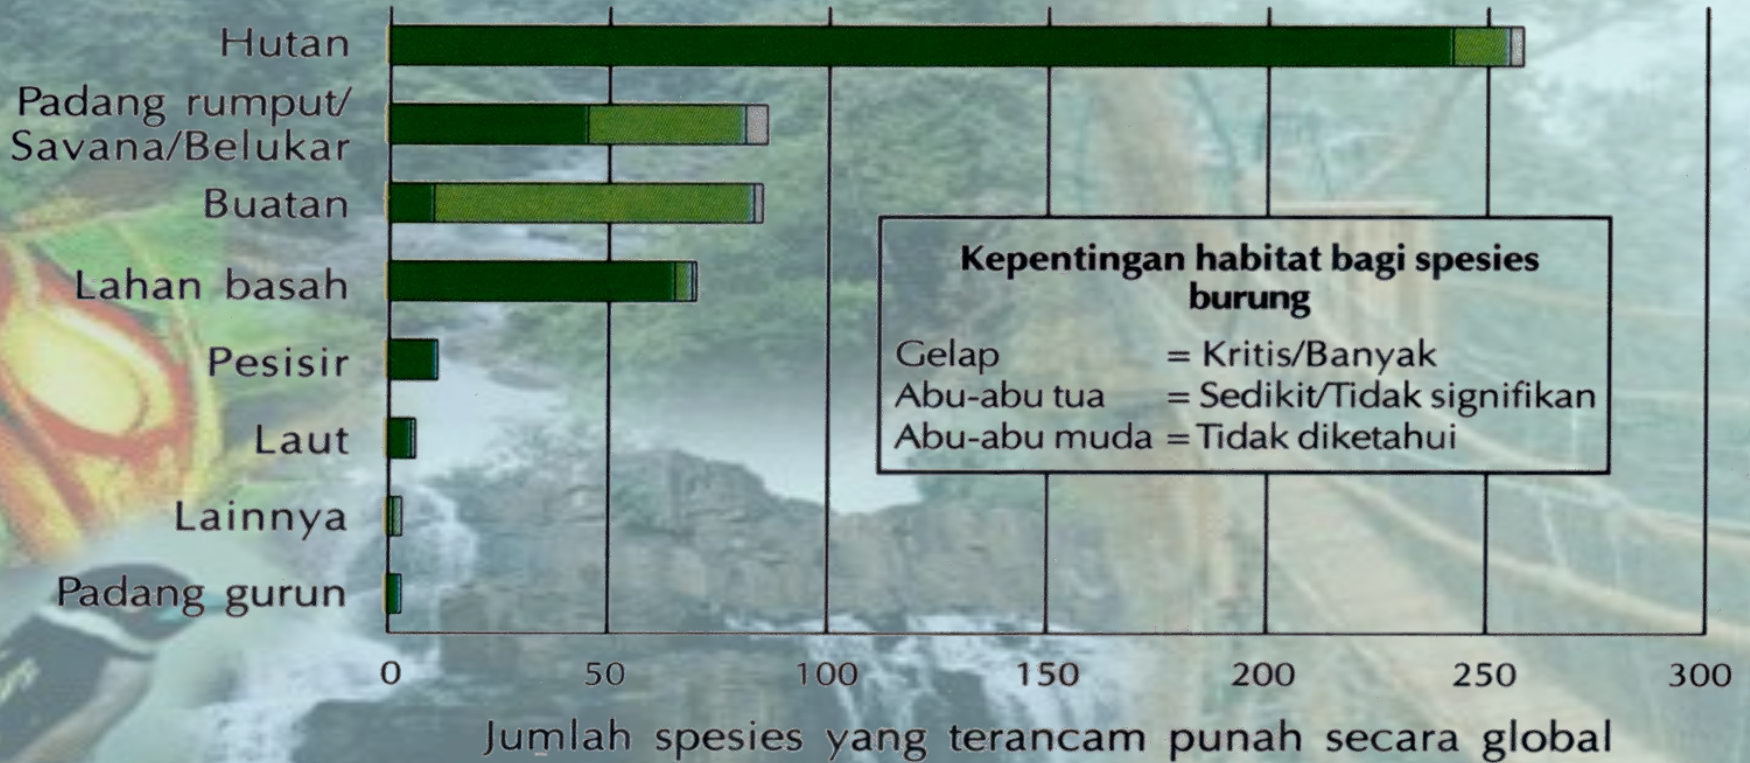 Hutan
Padang rumput/
Savana/Belukar
Buatan
Lahan basah
Pesisir
Laut
Lainnya
Padang gurun
Kepentingan habitat bagi spesies
burung
Gelap = Kritis/Banyak
Abu-abu tua = Sedikit/Tidak signifikan
Abu-abu muda = Tidak diketahui
0 50 100 150 200 250 300
Jumlah spesies yang terancam punah secara global